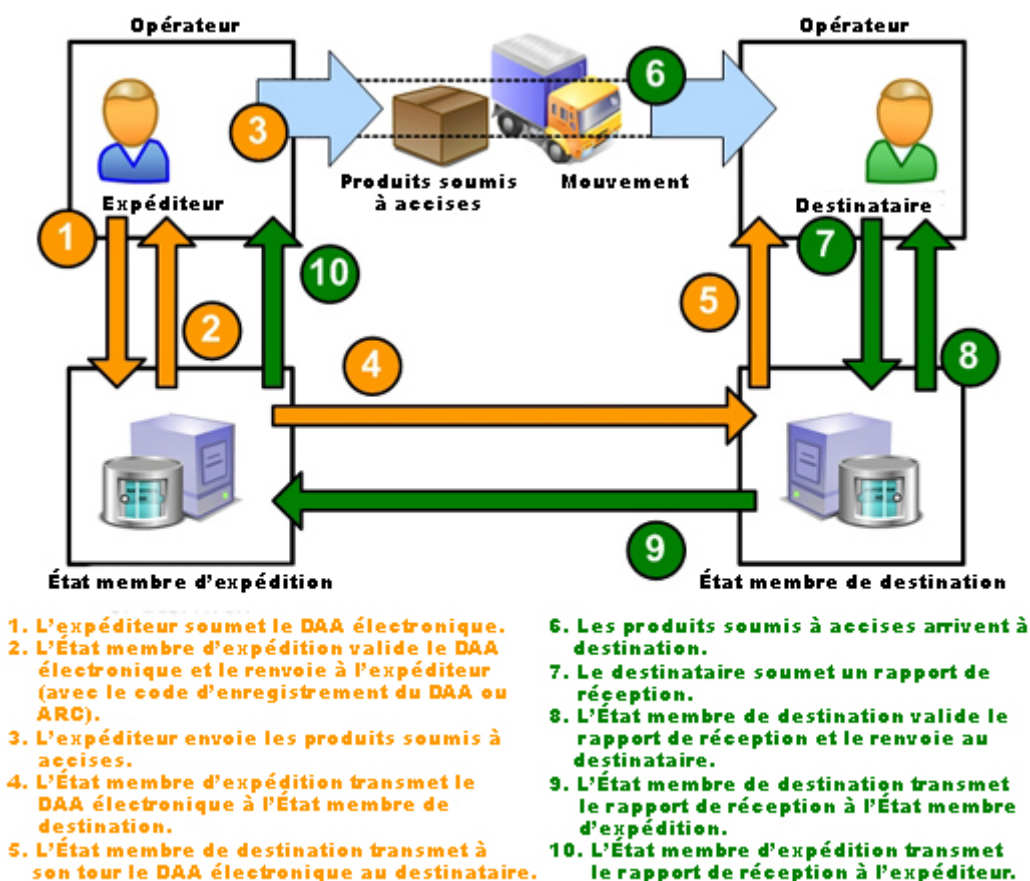 Opérateur
Opérateur
6
3
Produits soumis
à accises
Mouvement
Expéditeur
Destinataire
1
2
10
7
5
8
4
9
État membre d'expédition
État membre de destination
1. L'expéditeur soumet le DAA électronique.
2. L'État membre d'expédition valide le DAA
électronique et le renvoie à l'expéditeur
(avec le code d'enregistrement du DAA ou
ARC).
3. L'expéditeur envoie les produits soumis à
accises.
4. L'État membre d'expédition transmet le
DAA électronique à l'État membre de
destination.
5. L'État membre de destination transmet à
son tour le DAA électronique au destinataire.
6. Les produits soumis à accises arrivent à
destination.
7. Le destinataire soumet un rapport de
réception.
8. L'État membre de destination valide le
rapport de réception et le renvoie au
destinataire.
9. L'État membre de destination transmet
le rapport de réception à l'État membre
d'expédition.
10. L'État membre d'expédition transmet
le rapport de réception à l'expéditeur.